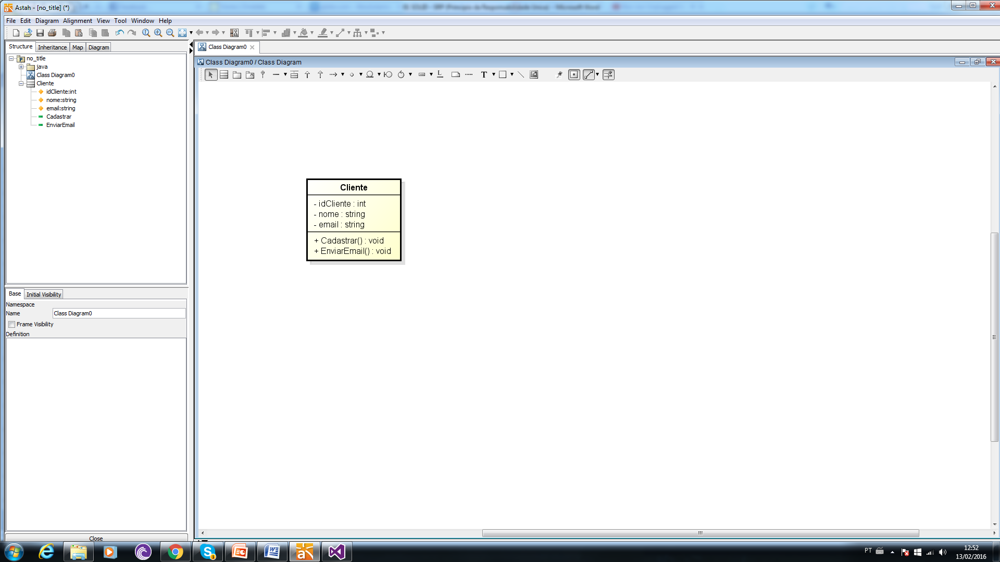 Astah - [no_title] (*)
File Edit Diagram Alignment View Tool Window Help
Structure Inheritance Map Diagram
no_title
java
Class Diagram0
Cliente
idCliente:int
nome:string
email:string
Cadastrar
EnviarEmail
Base Initial Visibility
Namespace
Name Class Diagram0
Frame Visibility
Definition
Close
Class Diagram0
Class Diagram0 / Class Diagram
T
Cliente
- idCliente : int
- nome : string
- email : string
+ Cadastrar() : void
+ EnviarEmail() : void
PT
12:52
13/02/2016